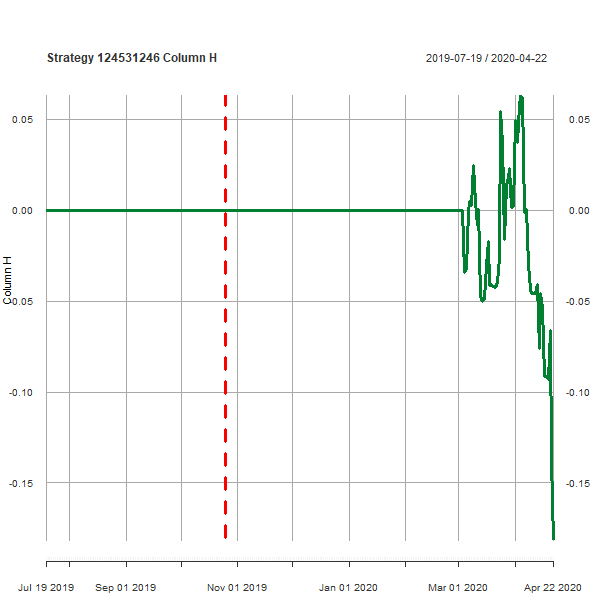 Strategy 124531246 Column H
2019-07-19 / 2020-04-22
0.05
0.05
0.00
0.00
Column H
-0.05
-0.05
-0.10
-0.10
-0.15
-0.15
Jul 19 2019
Sep 01 2019
Nov 01 2019
Jan 01 2020
Mar 01 2020
Apr 22 2020